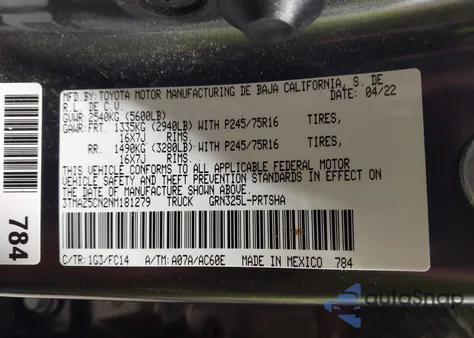 MFD.BY:TOYOTA MOTOR MANUFACTURING DE BAJA CALIFORNIA, S. DE
R.L. DE C.V. DATE: 04/22
GVWR: 2540KG (5600LB)
GAWR:FRT. 1335KG (2940LB) WITH P245/75R16 TIRES,
16X7J RIMS.
RR. 1490KG (3280LB) WITH P245/75R16 TIRES,
16X7J RIMS.
THIS VEHICLE CONFORMS TO ALL APPLICABLE FEDERAL MOTOR
VEHICLE SAFETY AND THEFT PREVENTION STANDARDS IN EFFECT ON
THE DATE OF MANUFACTURE SHOWN ABOVE.
3TMAZ5CN2NM181279 TRUCK GRN325L-PRTSHA
C/TR:1G3/FC14 A/TM:A07A/AC60E MADE IN MEXICO 784
784
autoSnap